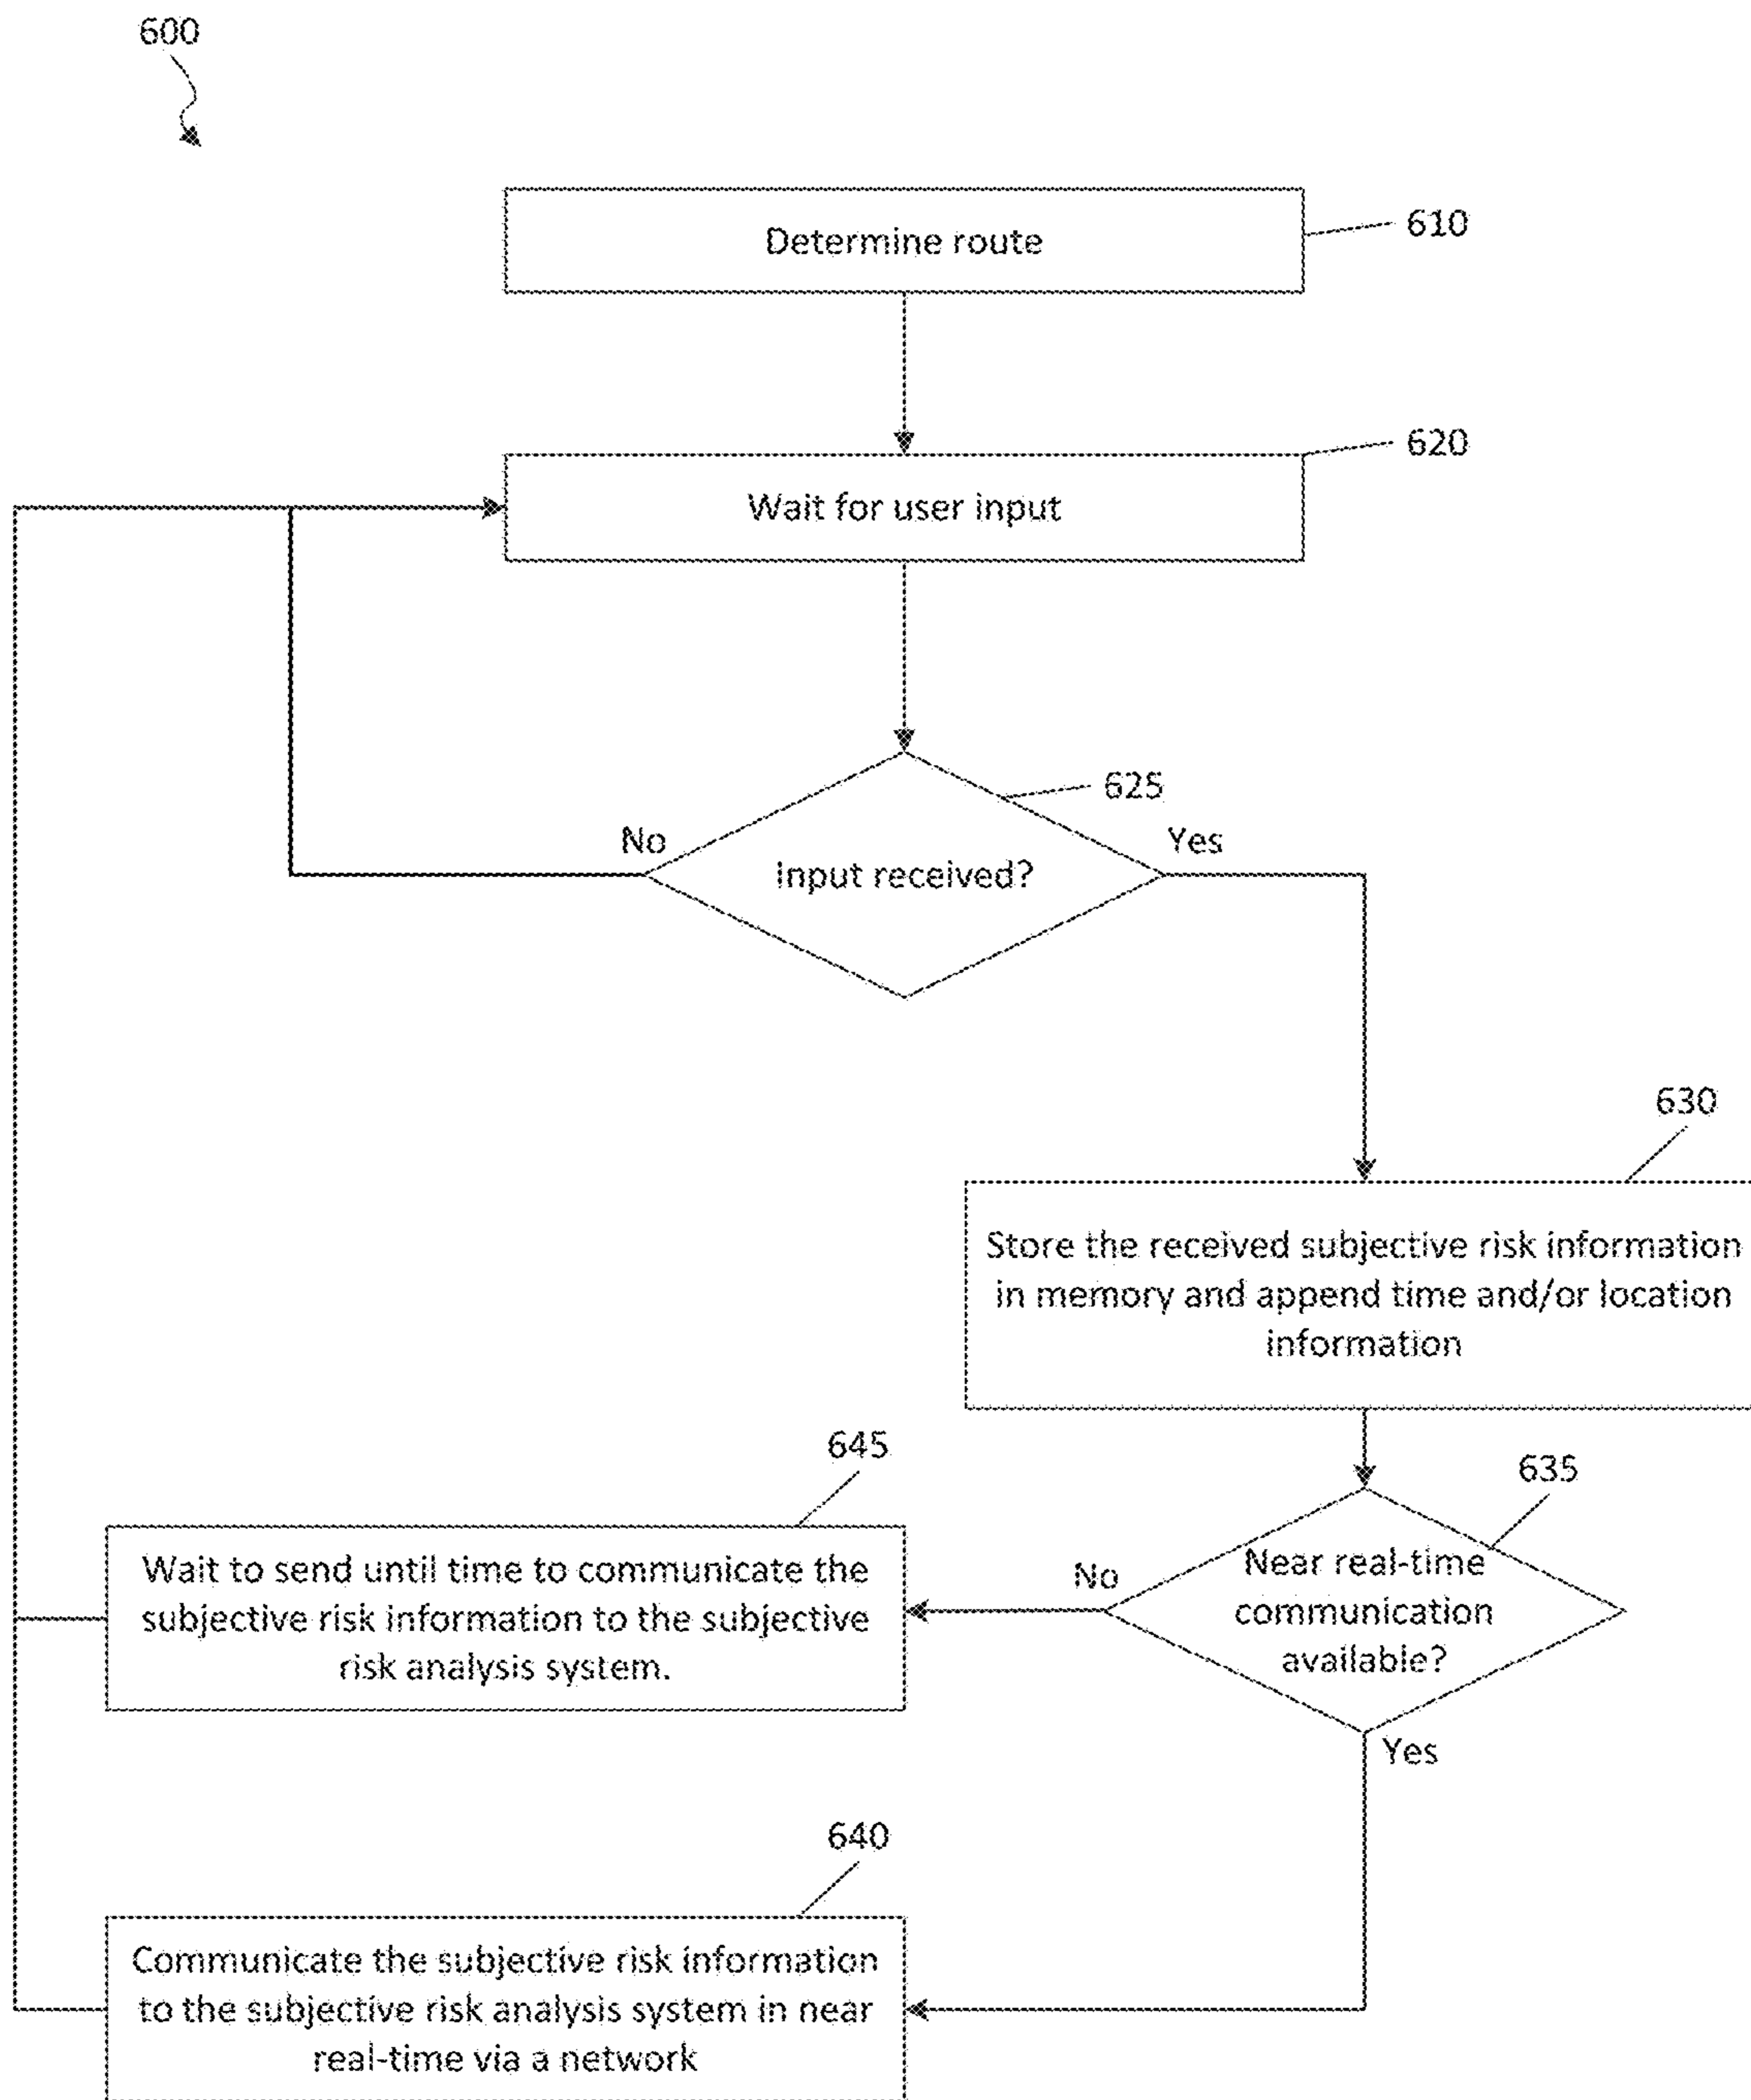 600
Determine route
610
620
Wait for user input
625
No
Yes
Input received?
630
Store the received subjective risk information
in memory and append time and/or location
information
645
635
Wait to send until time to communicate the
subjective risk information to the subjective
risk analysis system.
No
Near real-time
communication
available?
Yes
640
Communicate the subjective risk information
to the subjective risk analysis system in near
real-time via a network